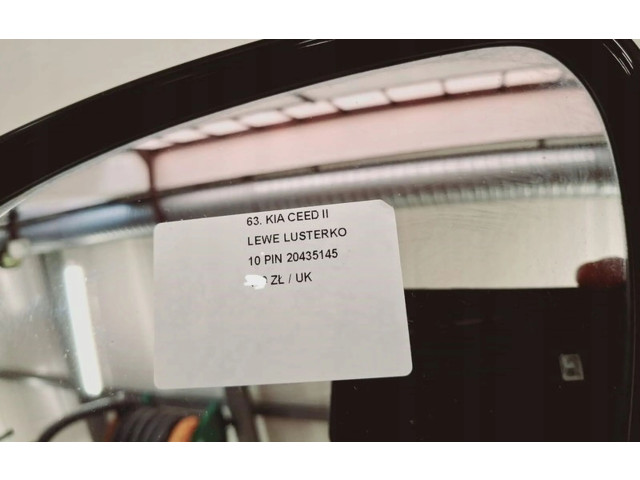 63. KIA CEED II
LEWE LUSTERKO
10 PIN 20435145
ZŁ / UK